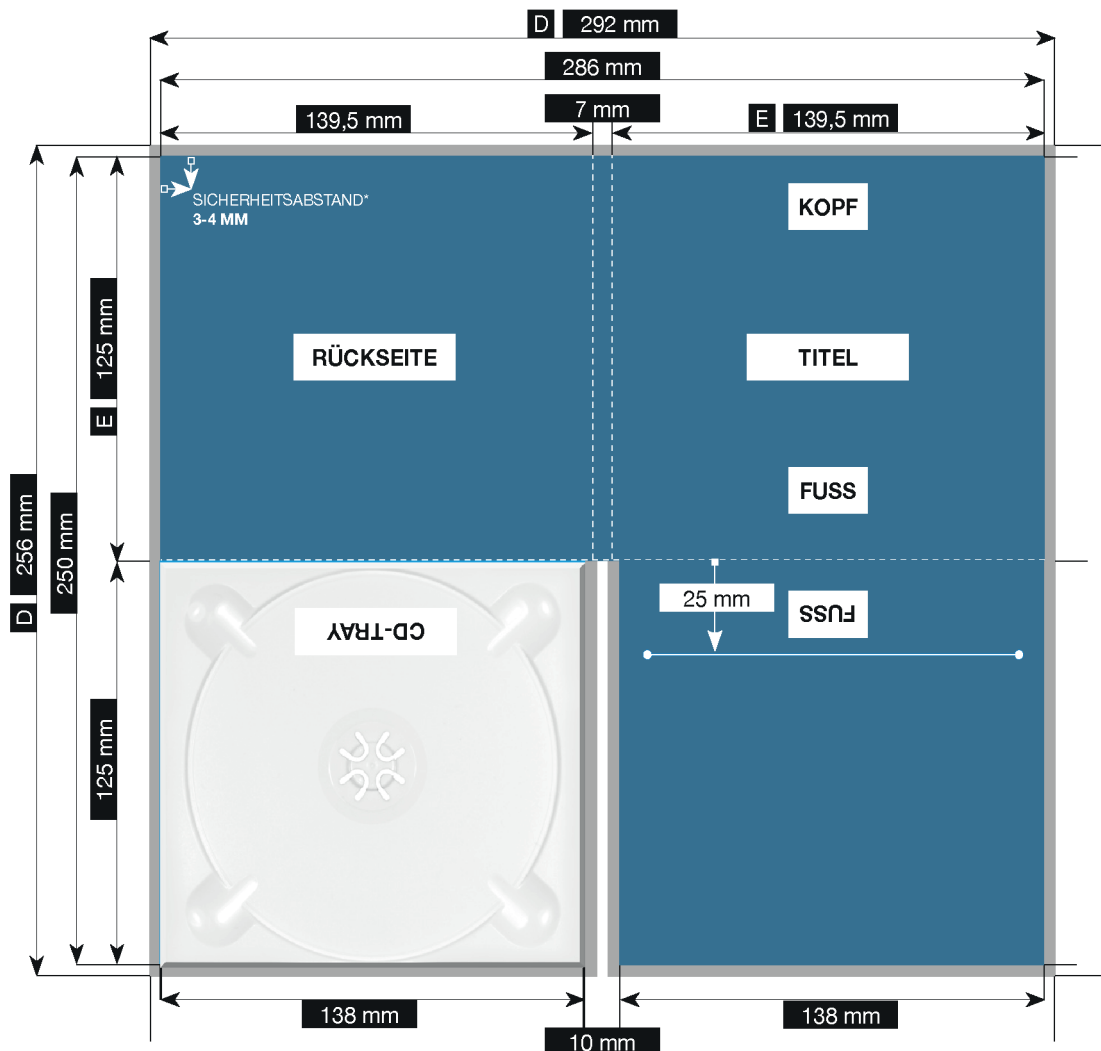 D 292 mm
286 mm
7 mm
139,5 mm
E 139,5 mm
SICHERHEITSABSTAND*
3-4 MM
KOPF
125 mm
E
RÜCKSEITE
TITEL
FUSS
D 256 mm
250 mm
25 mm
FUSS
CD-TRAY
125 mm
138 mm
138 mm
10 mm